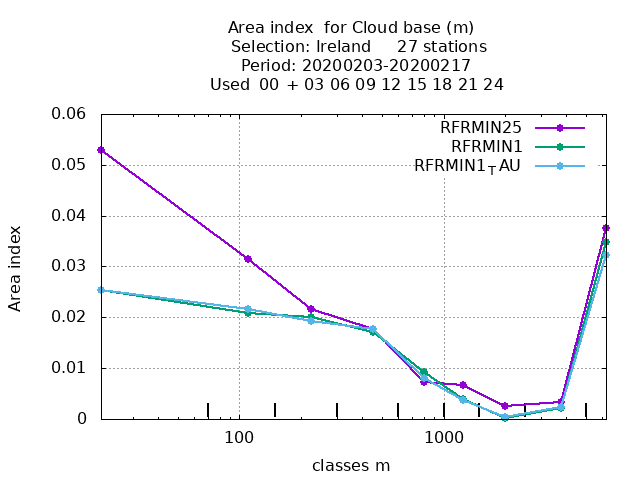 Area index  for Cloud base (m)
Selection: Ireland     27 stations
Period: 20200203-20200217
Used  00 + 03 06 09 12 15 18 21 24
0.06
0.05
0.04
0.03
0.02
0.01
0
Area index
RFRMIN25
RFRMIN1
RFRMIN1_TAU
100
1000
classes m